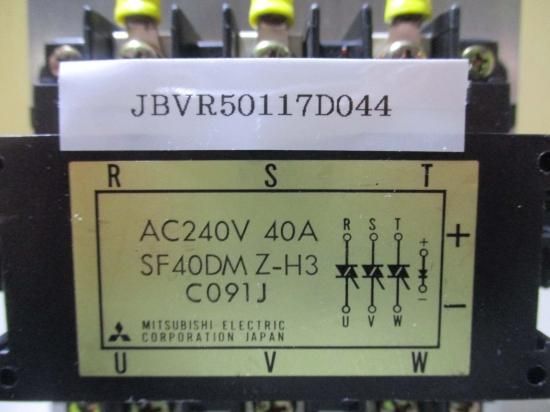 JBVR50117D044
R S T
AC240V 40A
SF40DM Z-H3
C091J
MITSUBISHI ELECTRIC
CORPORATION JAPAN
R S T
+
-
U V W
+
-
U V W